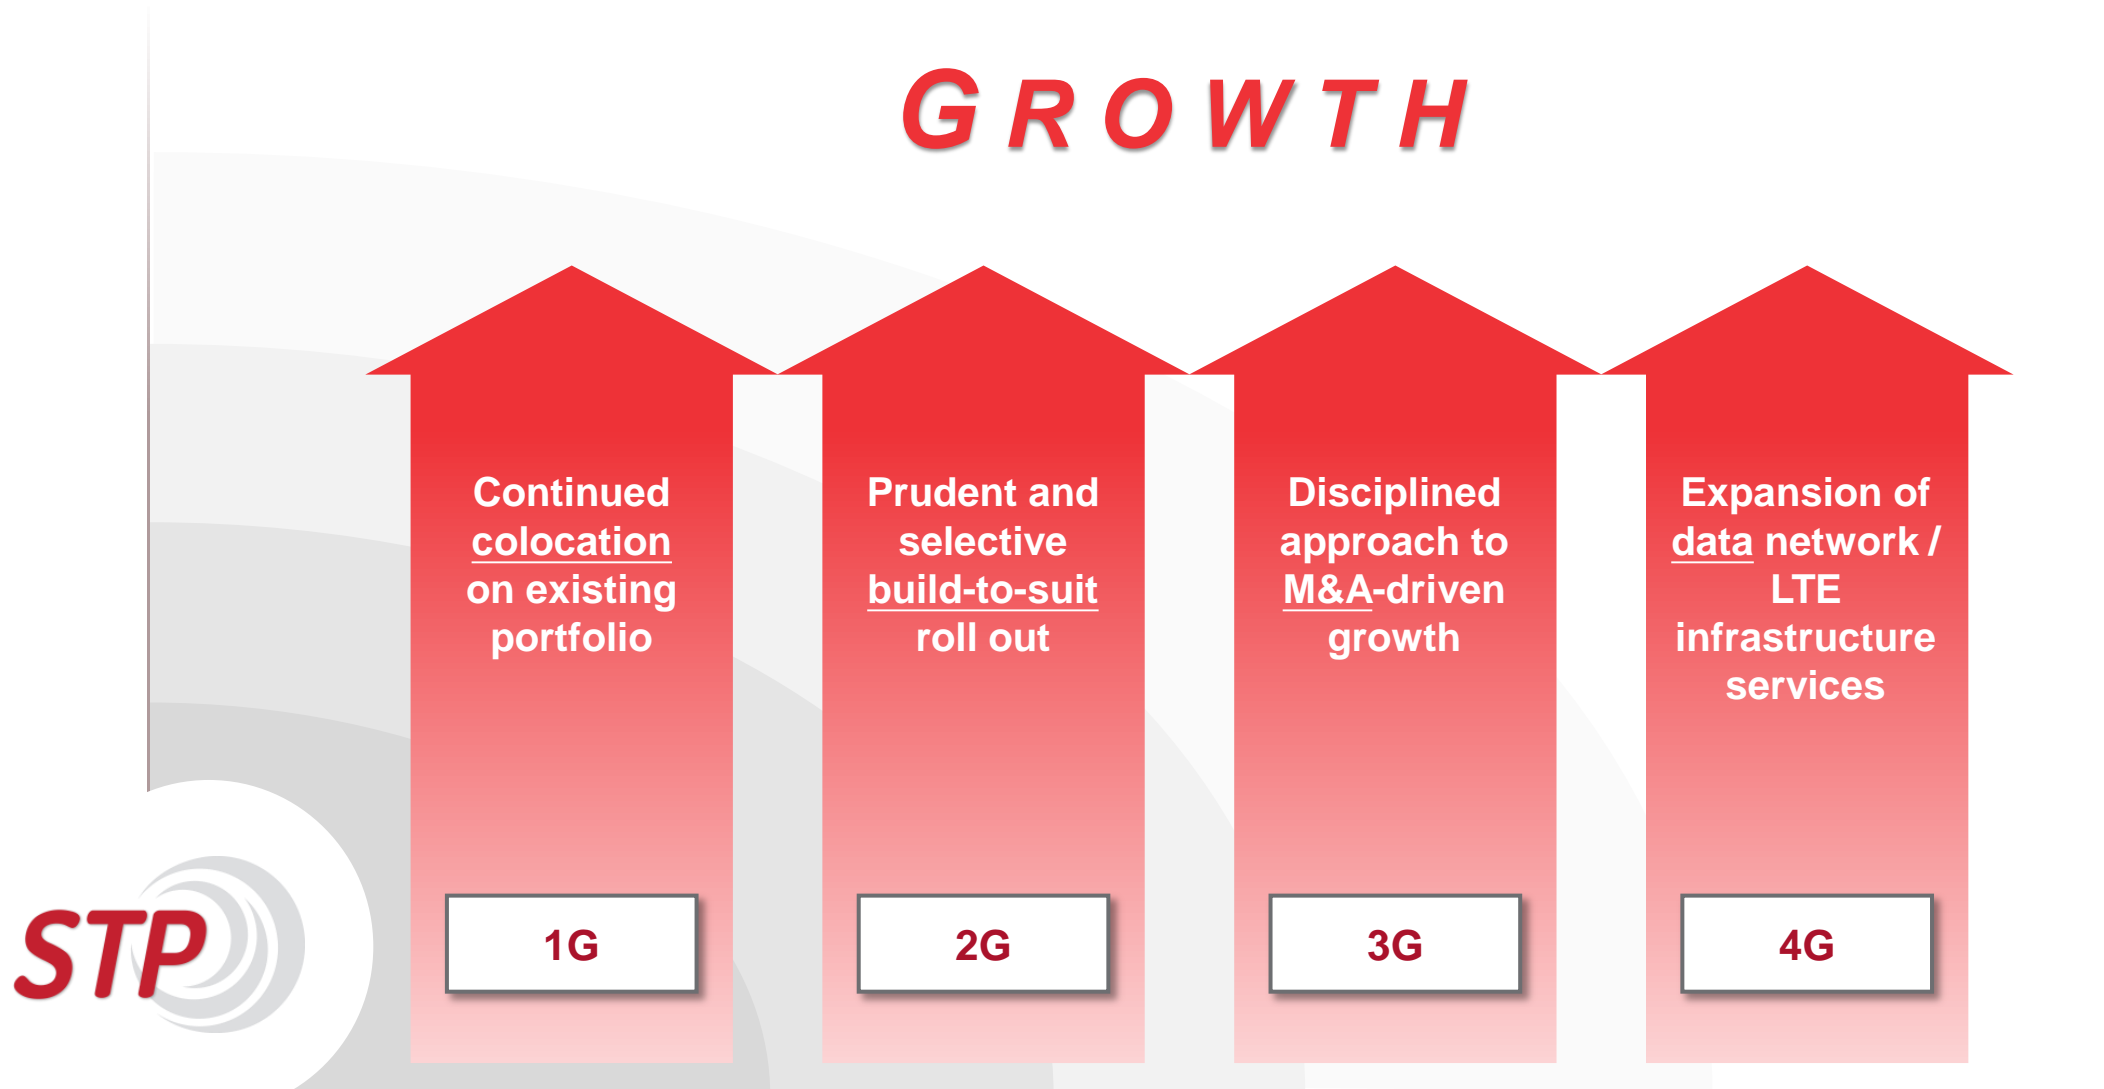 GROWTH
Continued
colocation
on existing
portfolio
Prudent and
selective
build-to-suit
roll out
Disciplined
approach to
M&A-driven
growth
Expansion of
data network /
LTE
infrastructure
services
1G
2G
3G
4G
STP